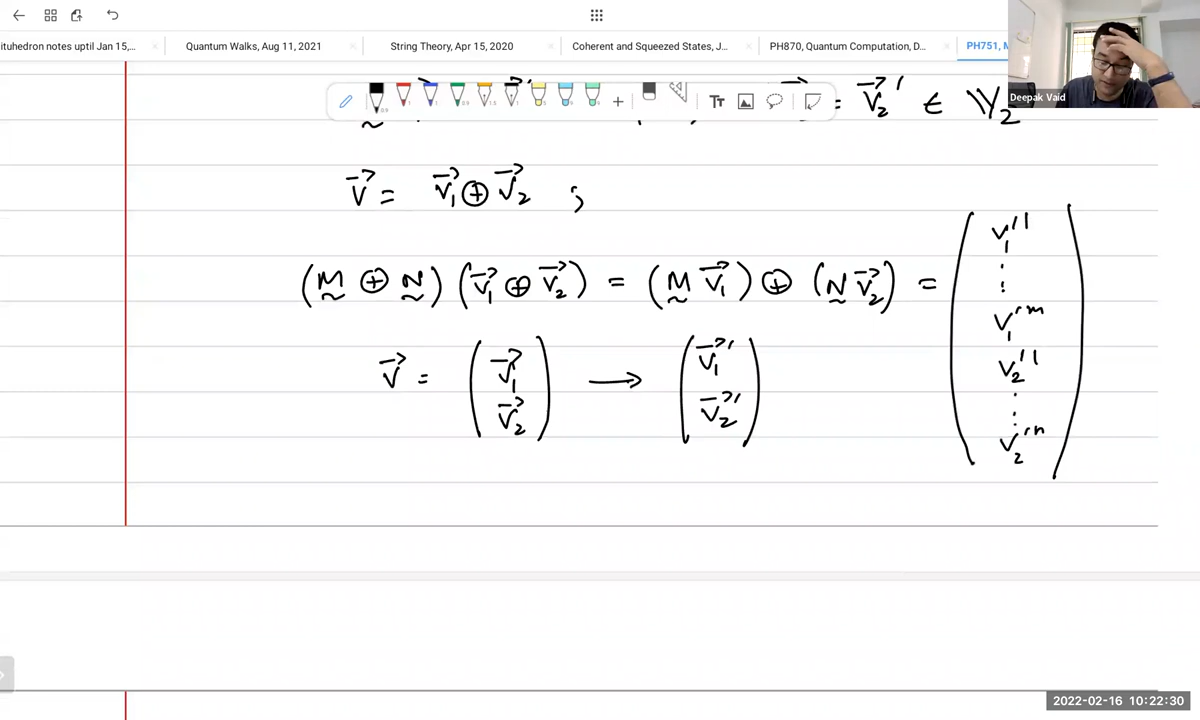 ituhedron notes uptil Jan 15,... Quantum Walks, Aug 11, 2021 String Theory, Apr 15, 2020 Coherent and Squeezed States, J... PH870, Quantum Computation, D... PH751, M
Deepak Vaid
= v⃗₂' ∈ W₂
v⃗ = v⃗₁ ⊕ v⃗₂ ;
(M ⊕ N) (v⃗₁ ⊕ v⃗₂) = (M v⃗₁) ⊕ (N v⃗₂) = ( v₁'¹ ⋮ v₁'ᵐ v₂'¹ ⋮ v₂'ⁿ )
v⃗ = ( v⃗₁ v⃗₂ ) → ( v⃗₁' v⃗₂' )
2022-02-16 10:22:30